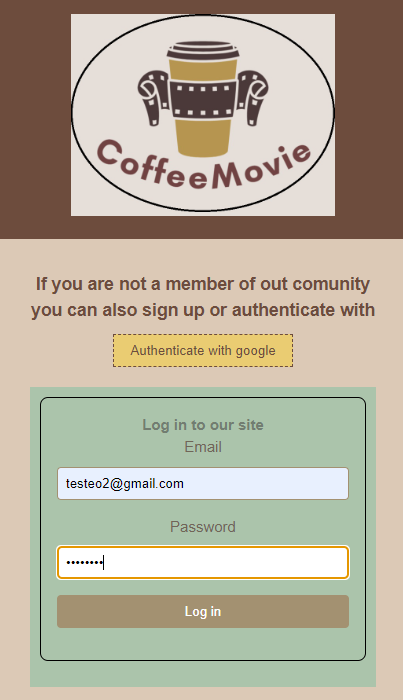 CoffeeMovie
If you are not a member of out comunity
you can also sign up or authenticate with
Authenticate with google
Log in to our site
Email
testeo2@gmail.com
Password
••••••••
Log in